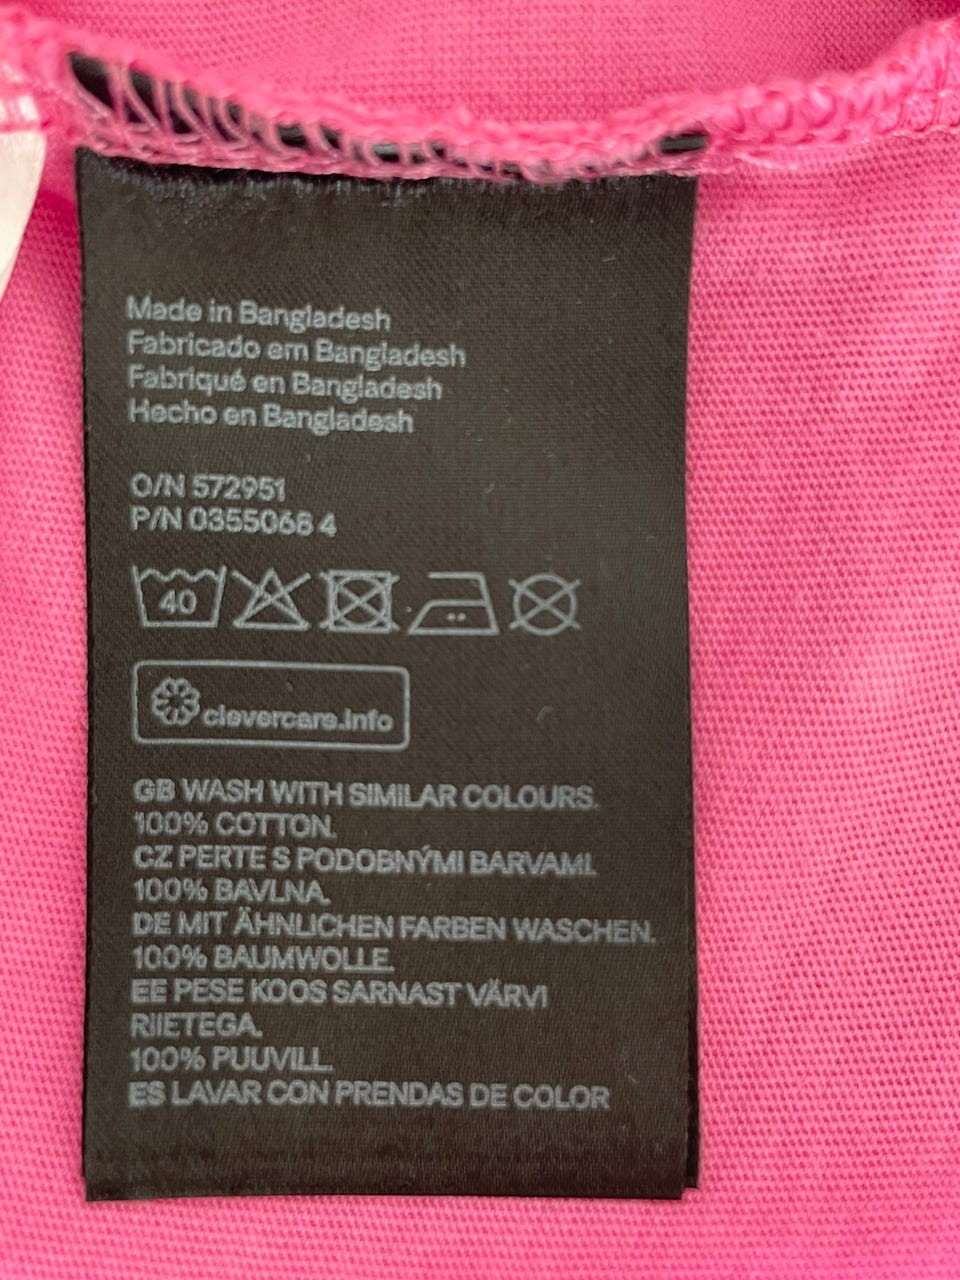 Made in Bangladesh
Fabricado em Bangladesh
Fabriqué en Bangladesh
Hecho en Bangladesh
O/N 572951
P/N 0355068 4
40
clevercare.info
GB WASH WITH SIMILAR COLOURS.
100% COTTON.
CZ PERTE S PODOBNÝMI BARVAMI.
100% BAVLNA.
DE MIT ÄHNLICHEN FARBEN WASCHEN.
100% BAUMWOLLE.
EE PESE KOOS SARNAST VÄRVI
RIIETEGA.
100% PUUVILL.
ES LAVAR CON PRENDAS DE COLOR